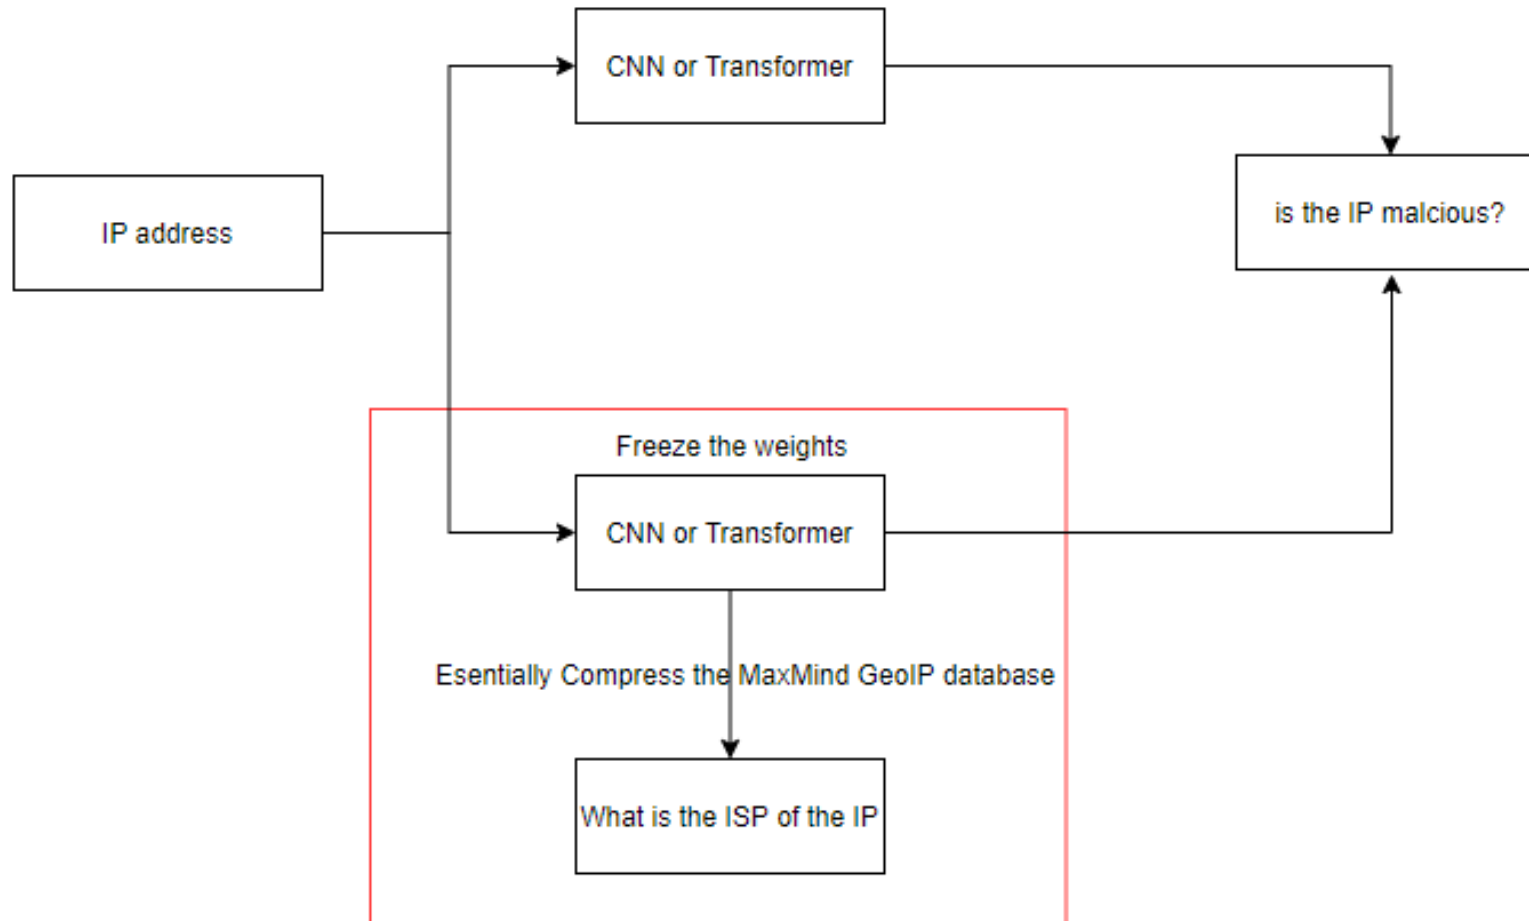 CNN or Transformer
IP address
is the IP malcious?
Freeze the weights
CNN or Transformer
Esentially Compress the MaxMind GeoIP database
What is the ISP of the IP